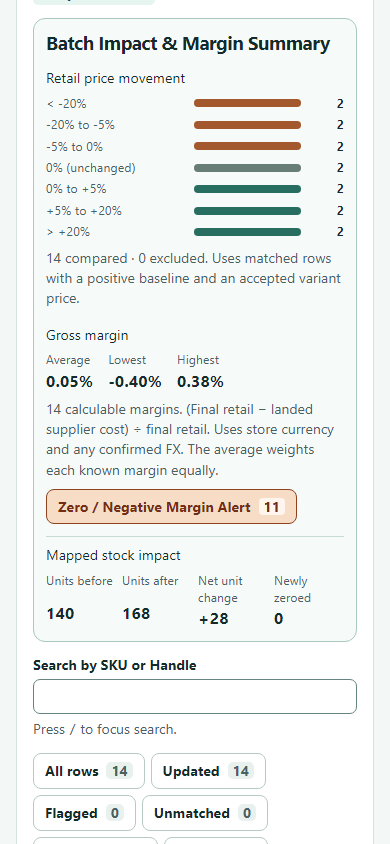 Batch Impact & Margin Summary
Retail price movement
< -20% 2
-20% to -5% 2
-5% to 0% 2
0% (unchanged) 2
0% to +5% 2
+5% to +20% 2
> +20% 2
14 compared · 0 excluded. Uses matched rows
with a positive baseline and an accepted variant
price.
Gross margin
Average Lowest Highest
0.05% -0.40% 0.38%
14 calculable margins. (Final retail − landed
supplier cost) ÷ final retail. Uses store currency
and any confirmed FX. The average weights
each known margin equally.
Zero / Negative Margin Alert 11
Mapped stock impact
Units before Units after Net unit change Newly zeroed
140 168 +28 0
Search by SKU or Handle
Press / to focus search.
All rows 14 Updated 14
Flagged 0 Unmatched 0